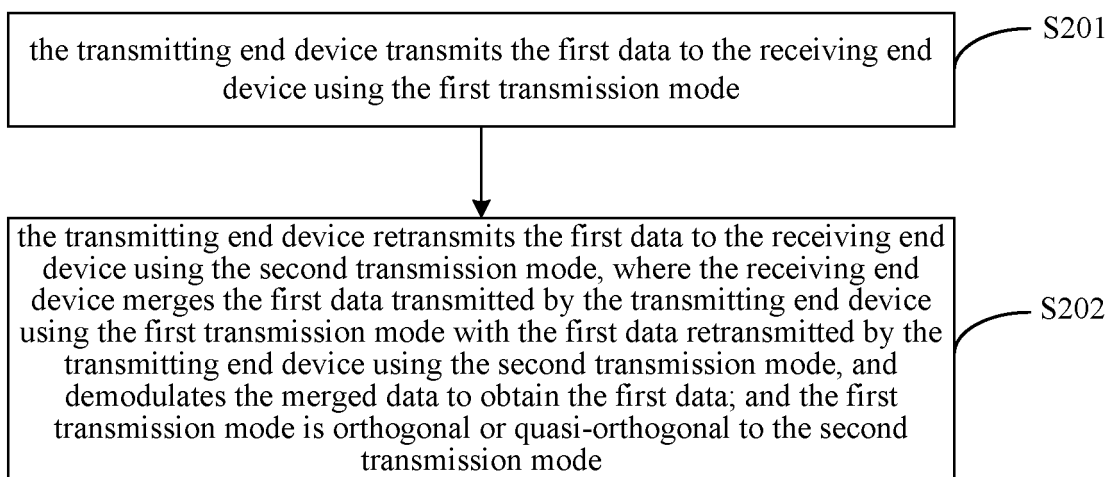 the transmitting end device transmits the first data to the receiving end
device using the first transmission mode
S201
the transmitting end device retransmits the first data to the receiving end
device using the second transmission mode, where the receiving end
device merges the first data transmitted by the transmitting end device
using the first transmission mode with the first data retransmitted by the
transmitting end device using the second transmission mode, and
demodulates the merged data to obtain the first data; and the first
transmission mode is orthogonal or quasi-orthogonal to the second
transmission mode
S202